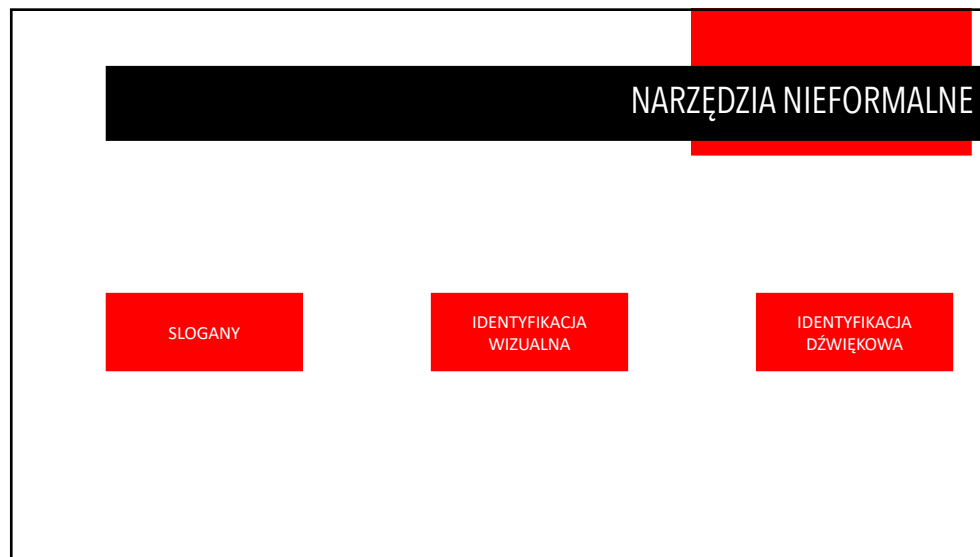 NARZĘDZIA NIEFORMALNE
SLOGANY
IDENTYFIKACJA
WIZUALNA
IDENTYFIKACJA
DŹWIĘKOWA